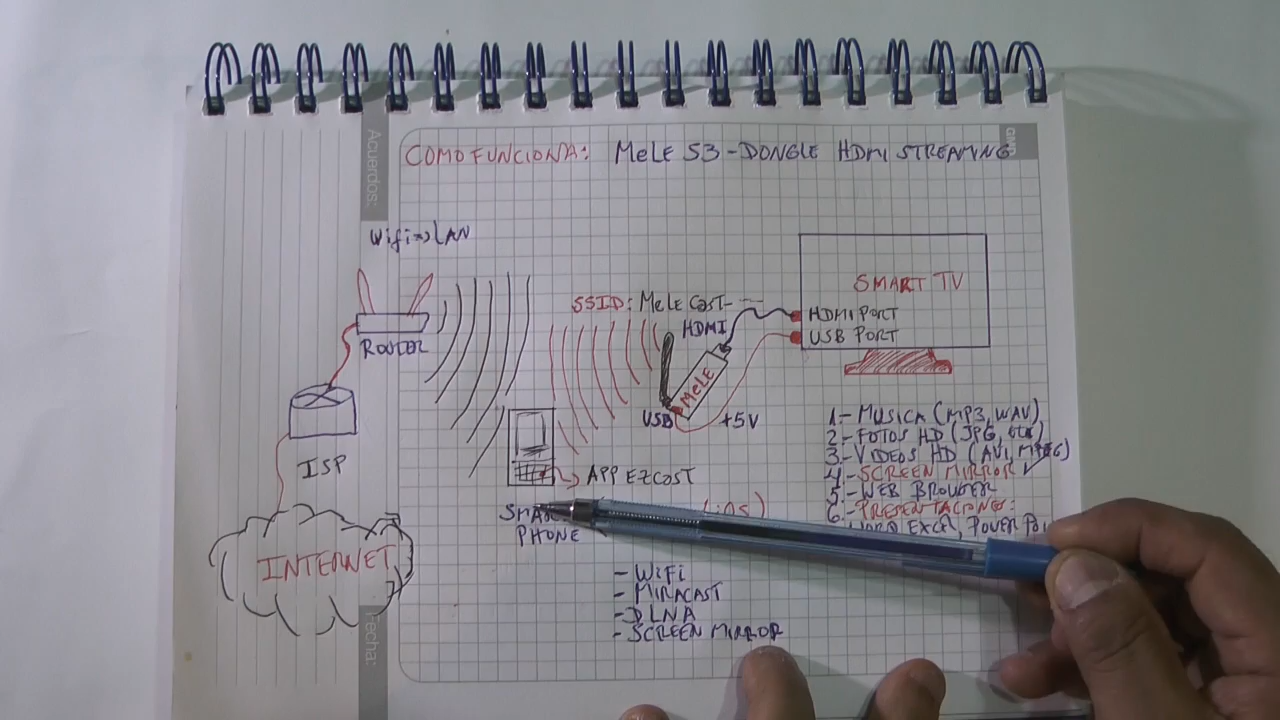 Acuerdos:
GMP
COMO FUNCIONA: MeLE S3 - DONGLE HDMI STREAMING
Wifi => LAN
SMART TV
SSID: MeLe Cast- ---
HDMI
HDMI PORT
USB PORT
ROUTER
MeLE
USB
+5V
1.- MUSICA (MP3, WAV)
2.- FOTOS HD (JPG, etc)
3.- VIDEOS HD (AVI, MPEG)
4.- SCREEN MIRROR ✓
5.- WEB BROWSER
6.- PRESENTACIONES:
EXCEL, POWER
ISP
APP EZCAST
PHONE
(iOS)
INTERNET
- WiFi
- MIRACAST
- DLNA
- SCREEN MIRROR
Fecha: